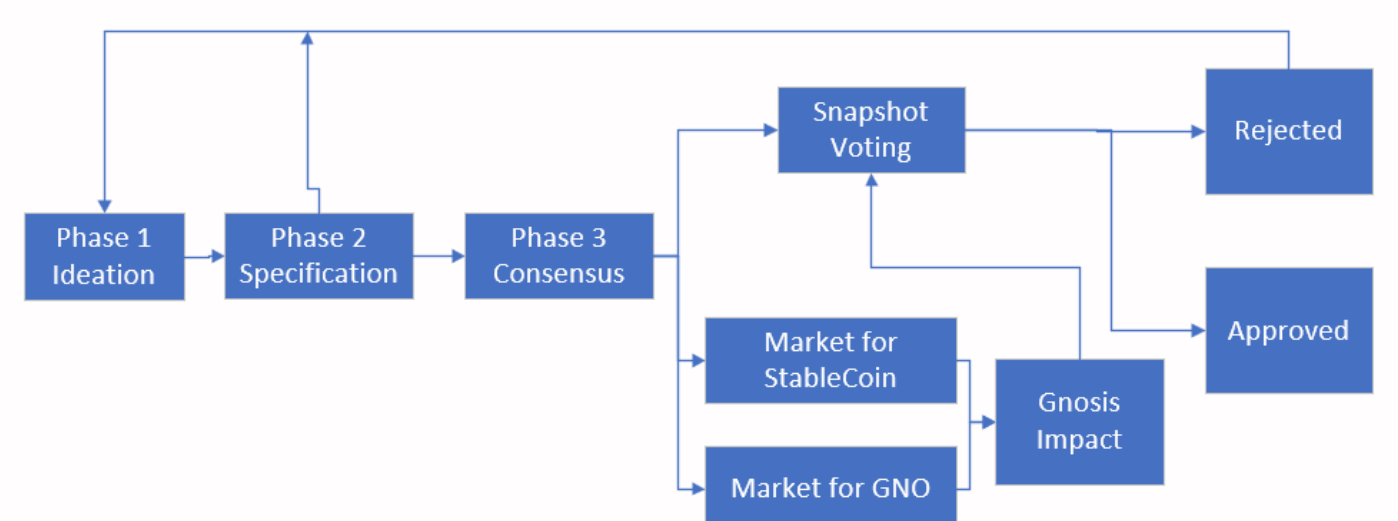 Phase 1
Ideation
Phase 2
Specification
Phase 3
Consensus
Snapshot
Voting
Market for
StableCoin
Market for GNO
Gnosis
Impact
Rejected
Approved